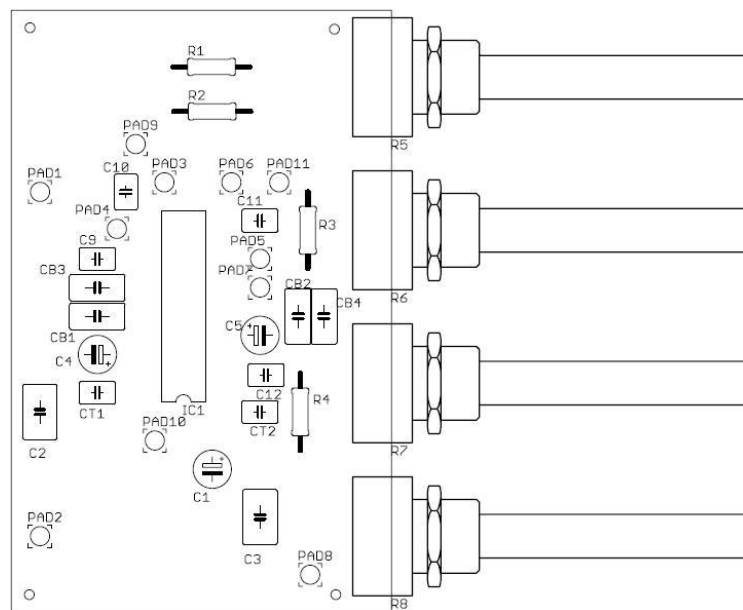 R1
R2
PAD9
R5
C10
PAD3
PAD6
PAD11
PAD1
PAD4
C11
R3
C9
PAD5
CB3
PAD7
CB2
CB4
R6
CB1
C5
+
C4
+
CT1
IC1
C12
R4
CT2
C2
PAD10
R7
+
C1
PAD2
C3
PAD8
R8